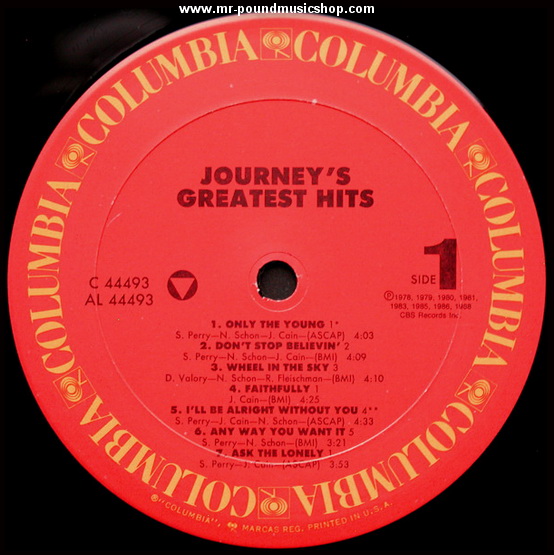 www.mr-poundmusicshop.com
COLUMBIA COLUMBIA COLUMBIA COLUMBIA COLUMBIA COLUMBIA
JOURNEY'S
GREATEST HITS
C 44493
AL 44493
SIDE 1
Ⓟ1978, 1979, 1980, 1981,
1983, 1985, 1986, 1988
CBS Records Inc.
1. ONLY THE YOUNG 1*
S. Perry—N. Schon—J. Cain—(ASCAP) 4:03
2. DON'T STOP BELIEVIN' 2
S. Perry—N. Schon—J. Cain—(BMI) 4:09
3. WHEEL IN THE SKY 3
D. Valory—N. Schon—R. Fleischman—(BMI) 4:10
4. FAITHFULLY 1
J. Cain—(BMI) 4:25
5. I'LL BE ALRIGHT WITHOUT YOU 4**
S. Perry—J. Cain—N. Schon—(ASCAP) 4:33
6. ANY WAY YOU WANT IT 5
S. Perry—N. Schon—(BMI) 3:21
7. ASK THE LONELY 1
S. Perry—J. Cain—(ASCAP) 3:53
®"COLUMBIA", MARCAS REG. PRINTED IN U.S.A.